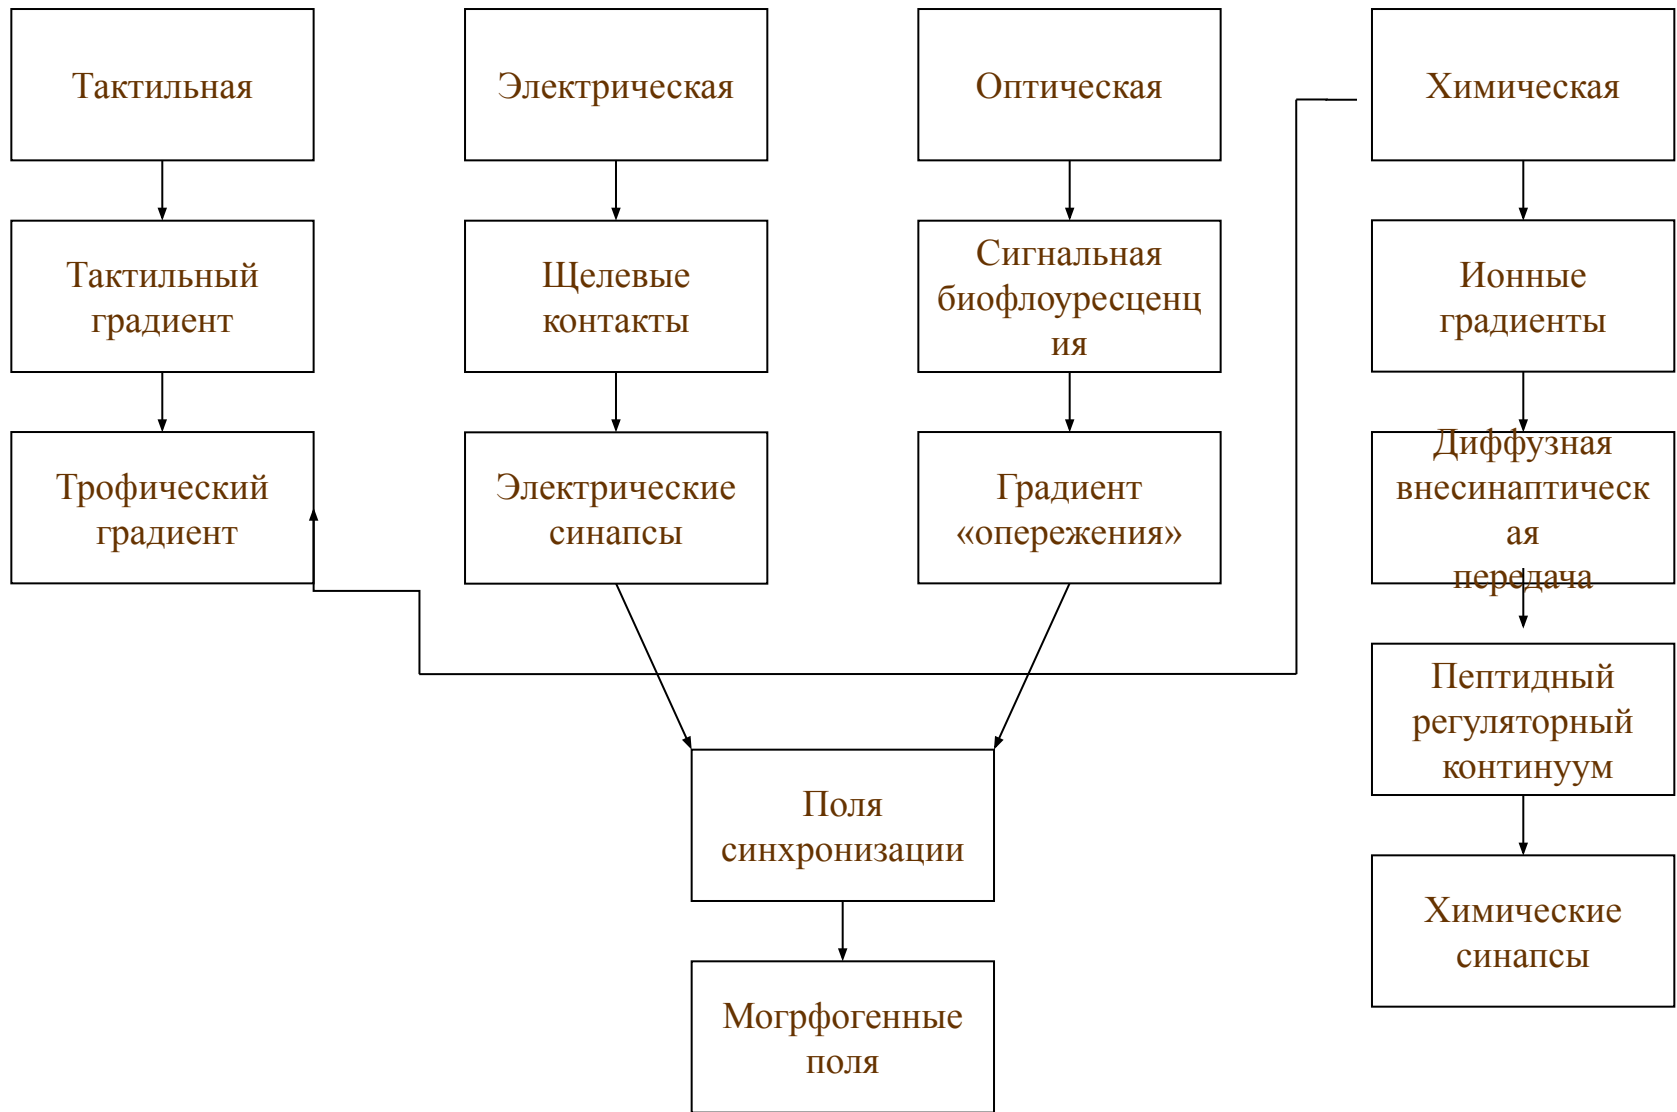 Тактильная
Электрическая
Оптическая
Химическая
Тактильный
градиент
Щелевые
контакты
Сигнальная
биофлоуресценц
ия
Ионные
градиенты
Трофический
градиент
Электрические
синапсы
Градиент
«опережения»
Диффузная
внесинаптическ
ая
передача
Пептидный
регуляторный
континуум
Поля
синхронизации
Химические
синапсы
Могрфогенные
поля